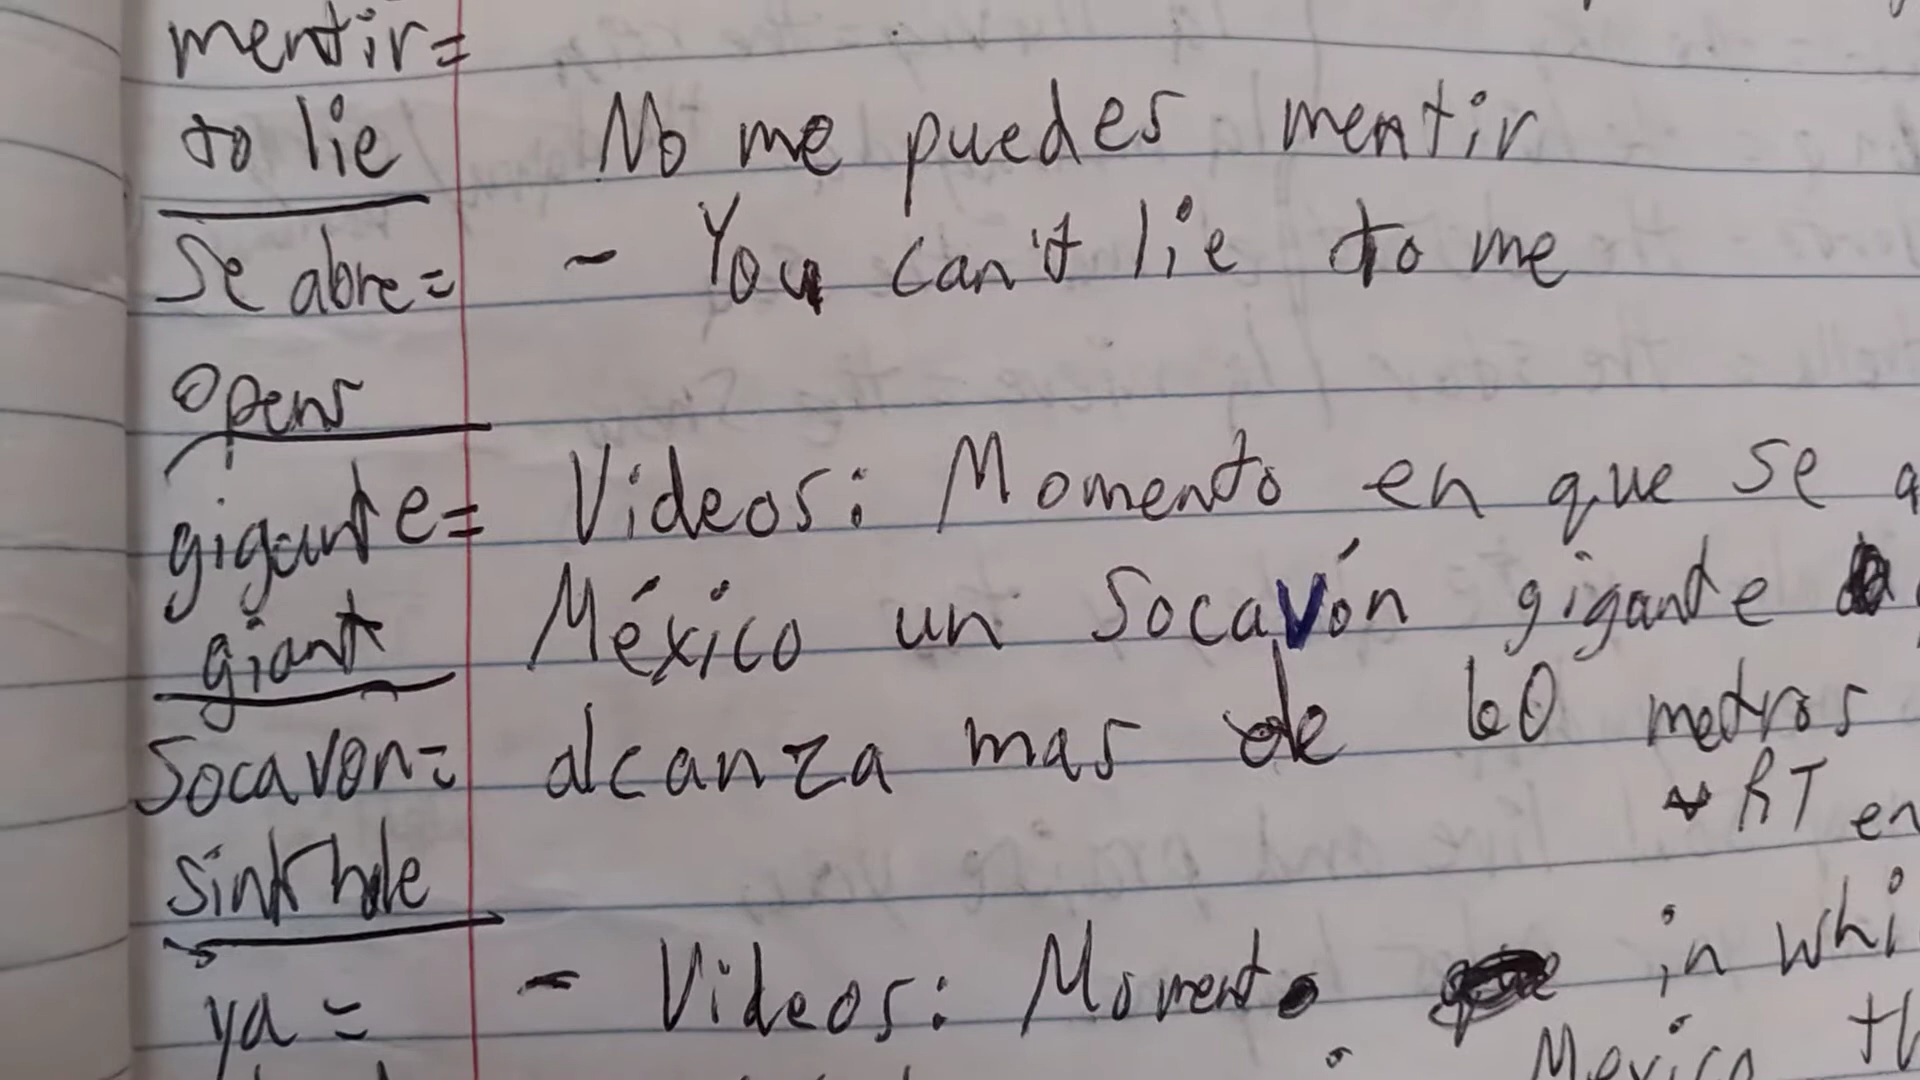 mentir=
to lie
No me puedes mentir
Se abre=
- You can't lie to me
opens
gigante=
Videos: Momento en que se a
giant
México un Socavón gigante
Socavon=
alcanza mas de 60 metros
~ RT en
sinkhole
ya =
- Videos: Moment in whi
Mexico th